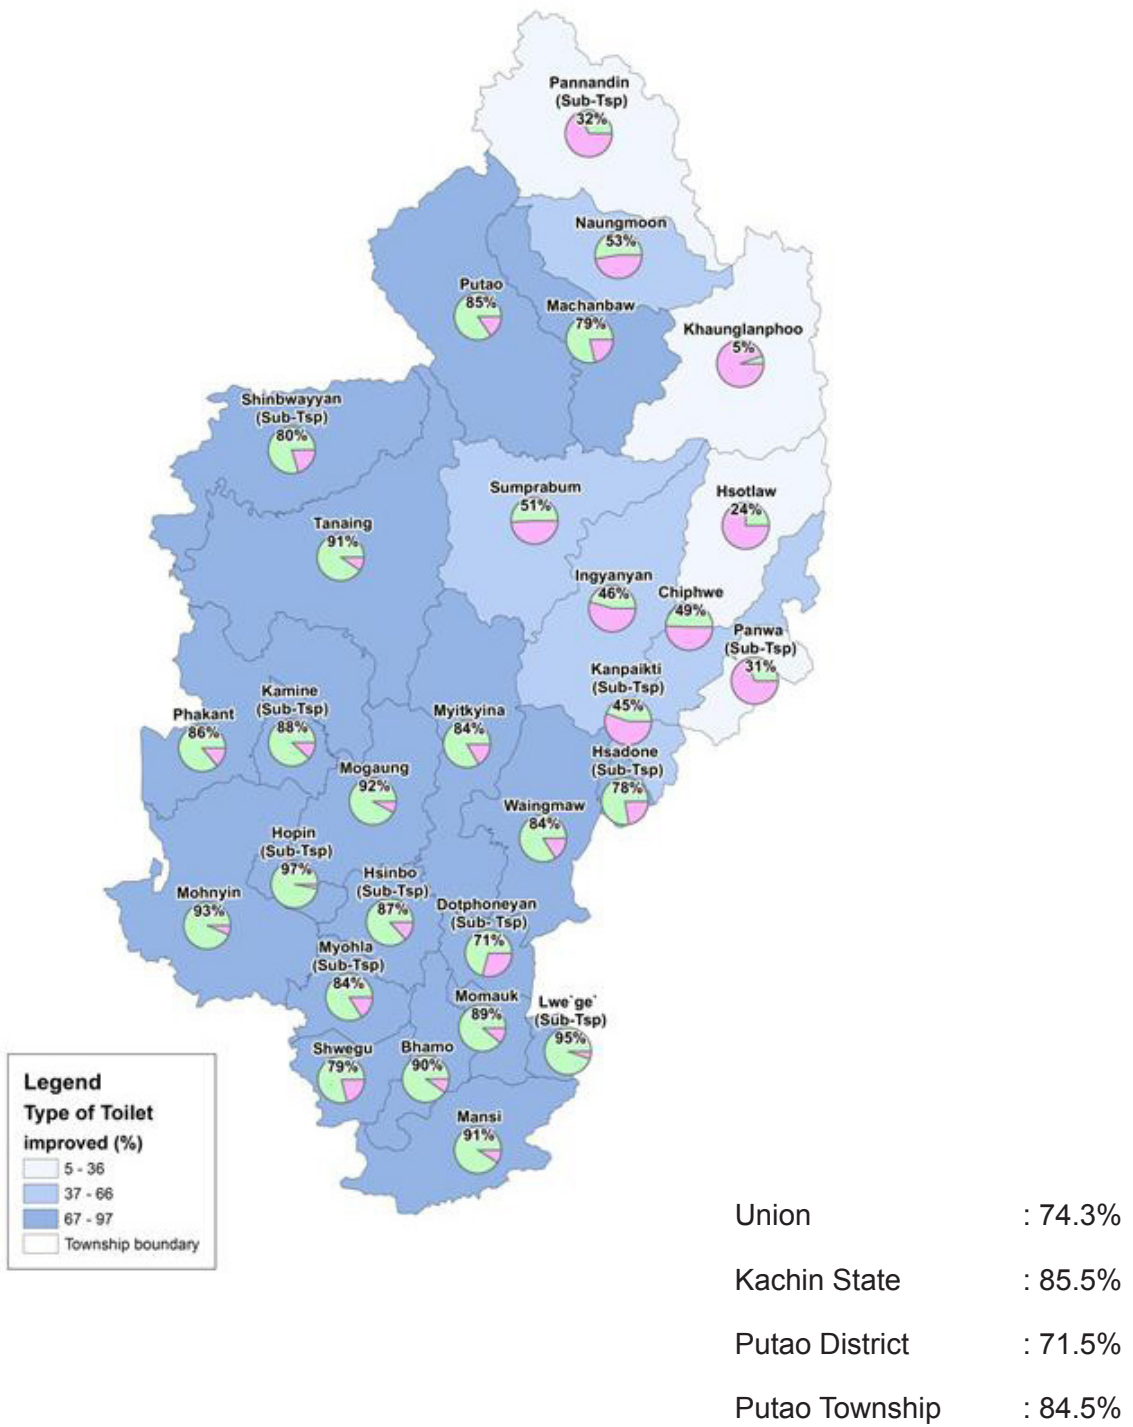 Pannandin
(Sub-Tsp)
32%
Naungmoon
53%
Putao
85%
Machanbaw
79%
Khaunglanphoo
5%
Shinbwayyan
(Sub-Tsp)
80%
Sumprabum
51%
Hsotlaw
24%
Tanaing
91%
Ingyanyan
46%
Chiphwe
49%
Panwa
(Sub-Tsp)
31%
Kanpaikti
(Sub-Tsp)
45%
Kamine
(Sub-Tsp)
88%
Phakant
86%
Myitkyina
84%
Hsadone
(Sub-Tsp)
78%
Mogaung
92%
Waingmaw
84%
Hopin
(Sub-Tsp)
97%
Hsinbo
(Sub-Tsp)
87%
Mohnyin
93%
Dotphoneyan
(Sub- Tsp)
71%
Myohla
(Sub-Tsp)
84%
Momauk
89%
Lwe`ge`
(Sub-Tsp)
95%
Shwegu
79%
Bhamo
90%
Mansi
91%
Legend
Type of Toilet
improved (%)
5 - 36
37 - 66
67 - 97
Township boundary
Union : 74.3%
Kachin State : 85.5%
Putao District : 71.5%
Putao Township : 84.5%